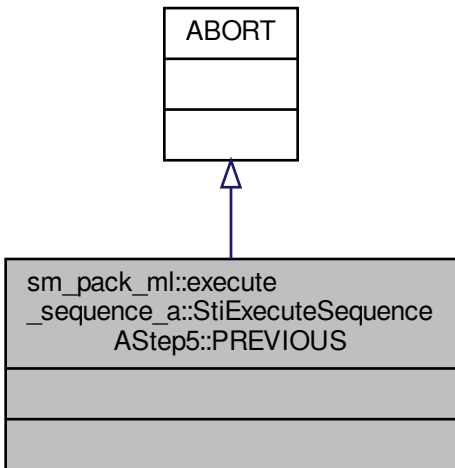 ABORT
sm_pack_ml::execute
_sequence_a::StiExecuteSequence
AStep5::PREVIOUS